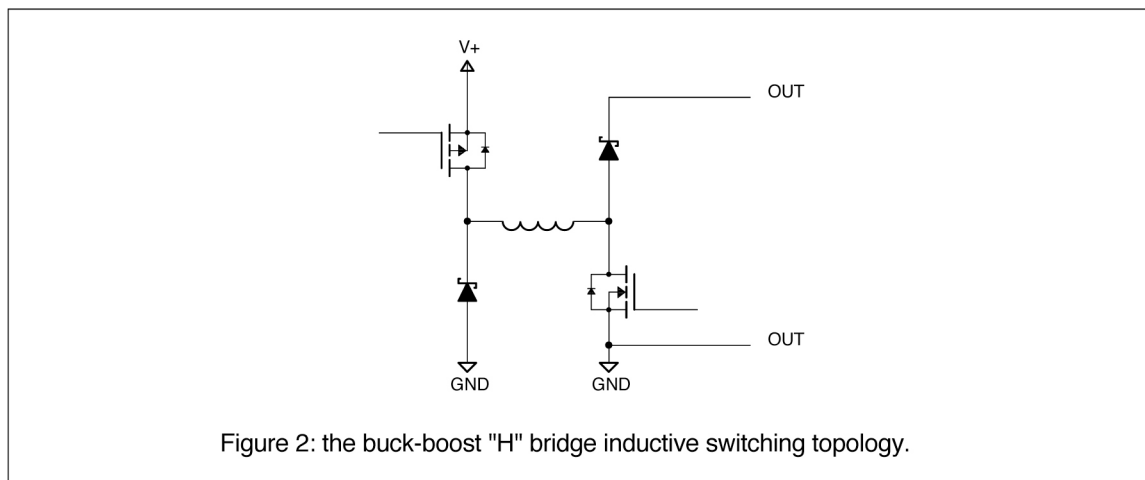 V+
OUT
OUT
GND
GND
Figure 2: the buck-boost "H" bridge inductive switching topology.